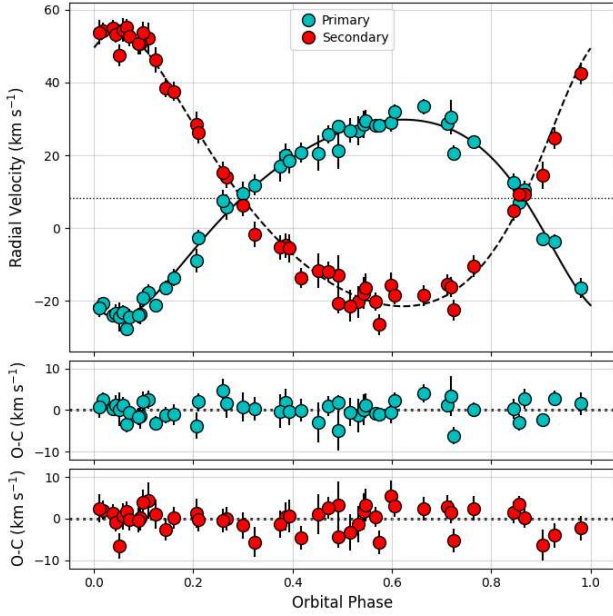 60
40
20
0
−20
Radial Velocity (km s⁻¹)
Primary
Secondary
10
0
−10
O-C (km s⁻¹)
10
0
−10
O-C (km s⁻¹)
0.0 0.2 0.4 0.6 0.8 1.0
Orbital Phase